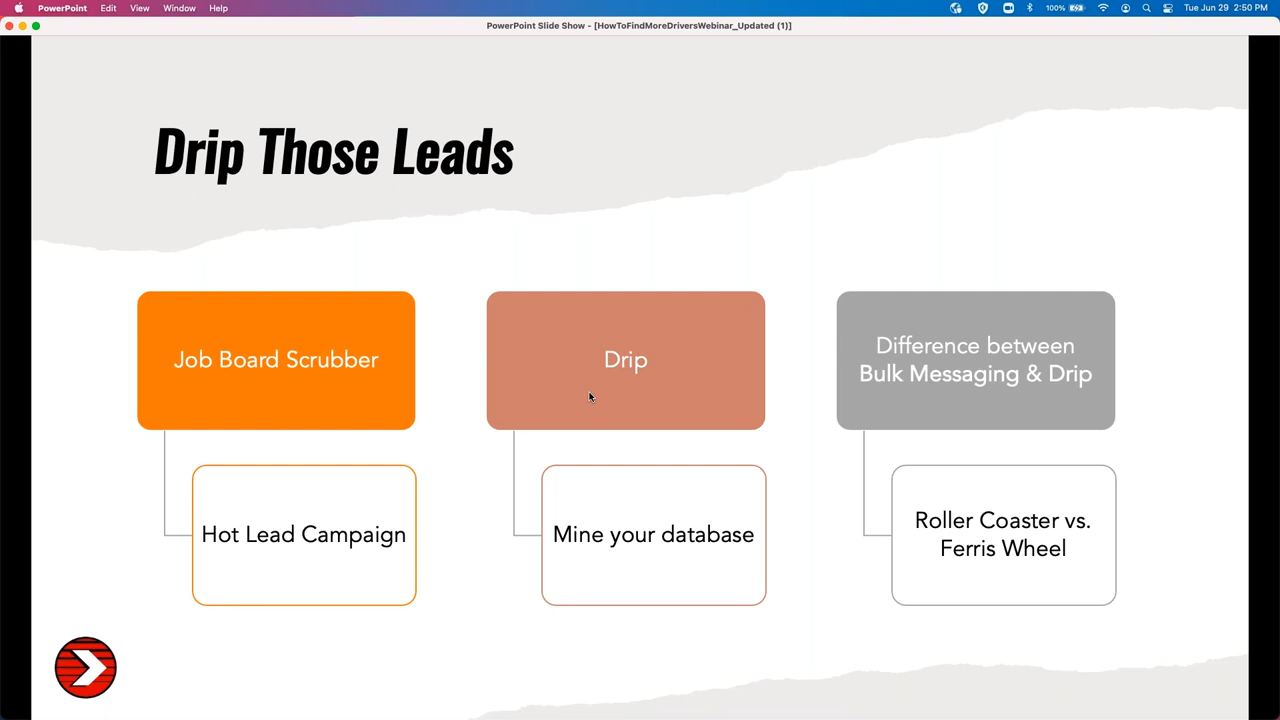 PowerPoint Edit View Window Help 100% Tue Jun 29 2:50 PM
PowerPoint Slide Show - [HowToFindMoreDriversWebinar_Updated (1)]
Drip Those Leads
Job Board Scrubber
Hot Lead Campaign
Drip
Mine your database
Difference between
Bulk Messaging & Drip
Roller Coaster vs.
Ferris Wheel